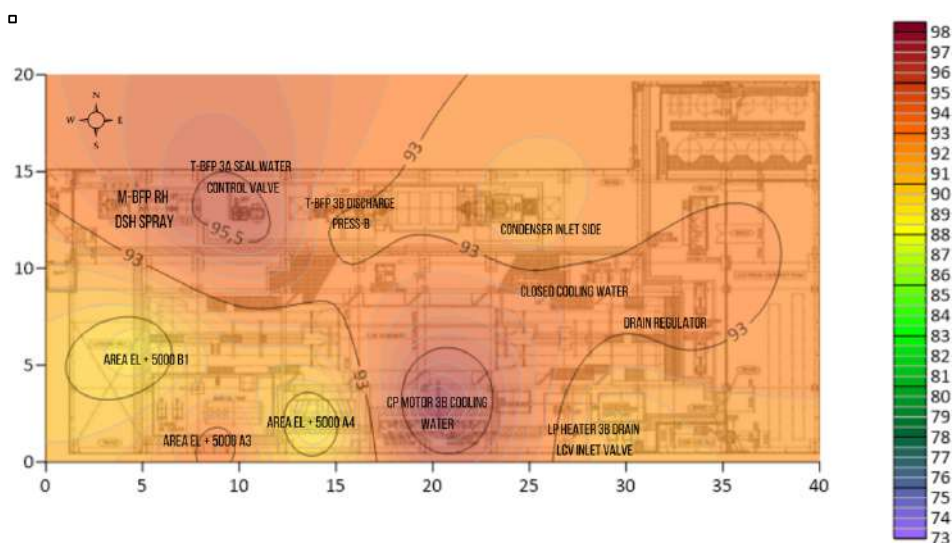 98
97
96
95
94
93
92
91
90
89
88
87
86
85
84
83
82
81
80
79
78
77
76
75
74
73
20
15
10
5
0
0 5 10 15 20 25 30 35 40
N
W E
S
T-BFP 3A SEAL WATER
CONTROL VALVE
M-BFP RH
DSH SPRAY
95,5
T-BFP 3B DISCHARGE
PRESS-B
93
CONDENSER INLET SIDE
93
93
CLOSED COOLING WATER
DRAIN REGULATOR
93
AREA EL + 5000 B1
93
CP MOTOR 3B COOLING
WATER
AREA EL + 5000 A4
AREA EL + 5000 A3
LP HEATER 3B DRAIN
LCV INLET VALVE